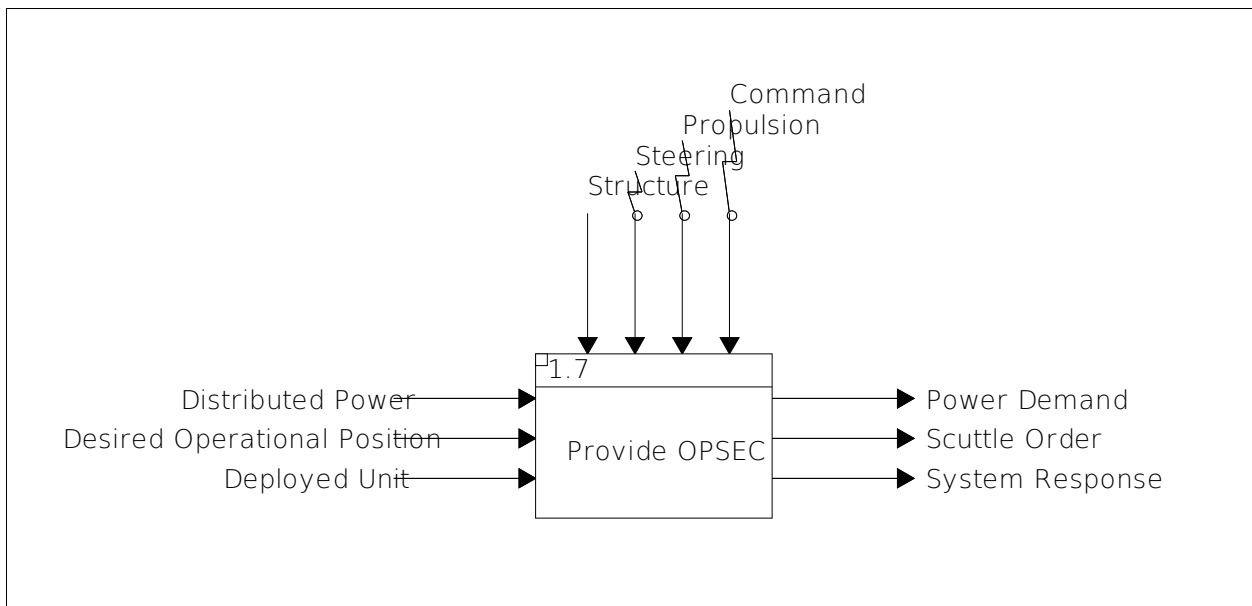 Command
Propulsion
Steering
Structure
1.7
Provide OPSEC
Distributed Power
Desired Operational Position
Deployed Unit
Power Demand
Scuttle Order
System Response